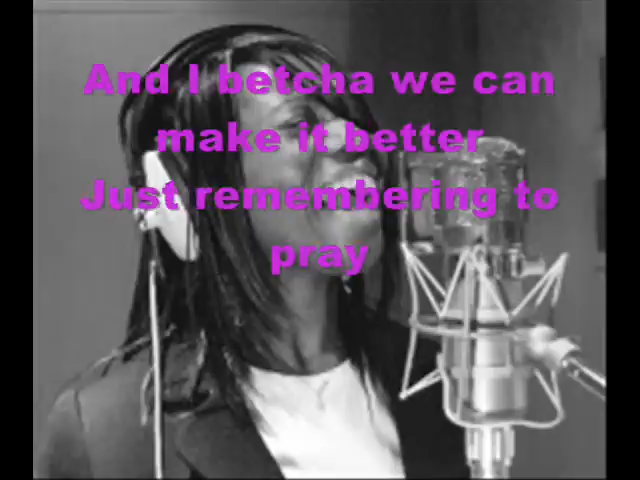 And I betcha we can
make it better
Just remembering to
pray